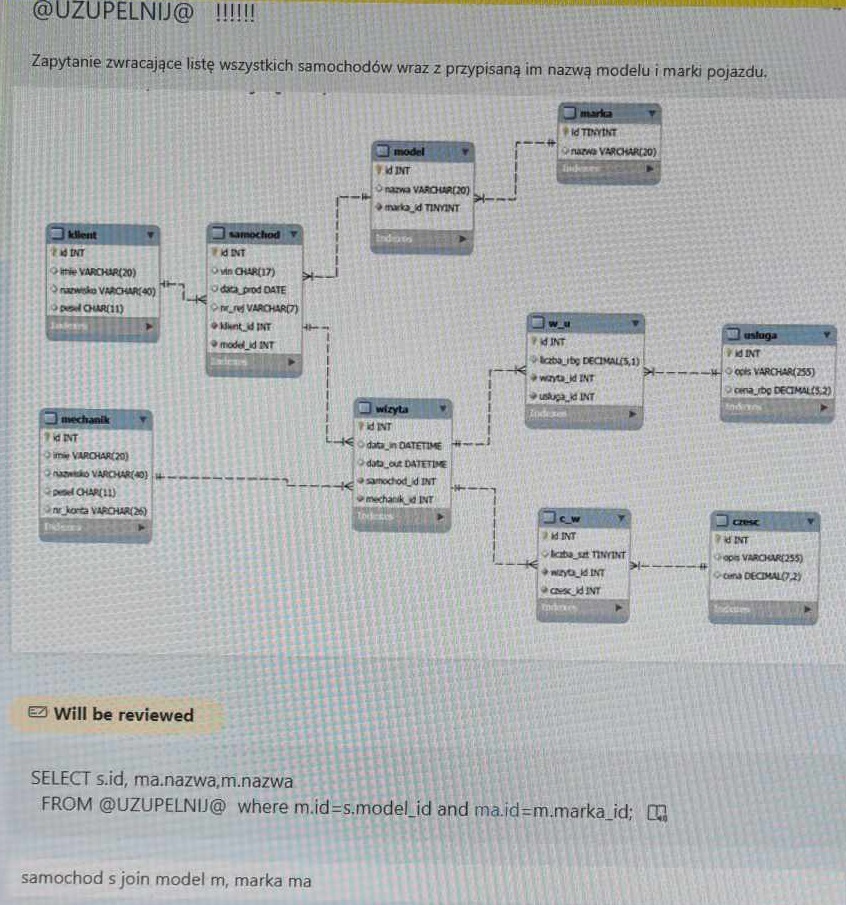 @UZUPELNIJ@ !!!!!!
Zapytanie zwracające listę wszystkich samochodów wraz z przypisaną im nazwą modelu i marki pojazdu.
marka
id TINYINT
nazwa VARCHAR(20)
Indexes
model
id INT
nazwa VARCHAR(20)
marka_id TINYINT
Indexes
klient
id INT
imie VARCHAR(20)
nazwisko VARCHAR(40)
pesel CHAR(11)
Indexes
samochod
id INT
vin CHAR(17)
data_prod DATE
nr_rej VARCHAR(7)
klient_id INT
model_id INT
Indexes
w_u
id INT
liczba_rbg DECIMAL(5,1)
wizyta_id INT
usluga_id INT
Indexes
usluga
id INT
opis VARCHAR(255)
cena_rbg DECIMAL(5,2)
Indexes
mechanik
id INT
imie VARCHAR(20)
nazwisko VARCHAR(40)
pesel CHAR(11)
nr_konta VARCHAR(26)
Indexes
wizyta
id INT
data_in DATETIME
data_out DATETIME
samochod_id INT
mechanik_id INT
Indexes
c_w
id INT
liczba_szt TINYINT
wizyta_id INT
czesc_id INT
Indexes
czesc
id INT
opis VARCHAR(255)
cena DECIMAL(7,2)
Indexes
Will be reviewed
SELECT s.id, ma.nazwa,m.nazwa
FROM @UZUPELNIJ@ where m.id=s.model_id and ma.id=m.marka_id;
samochod s join model m, marka ma